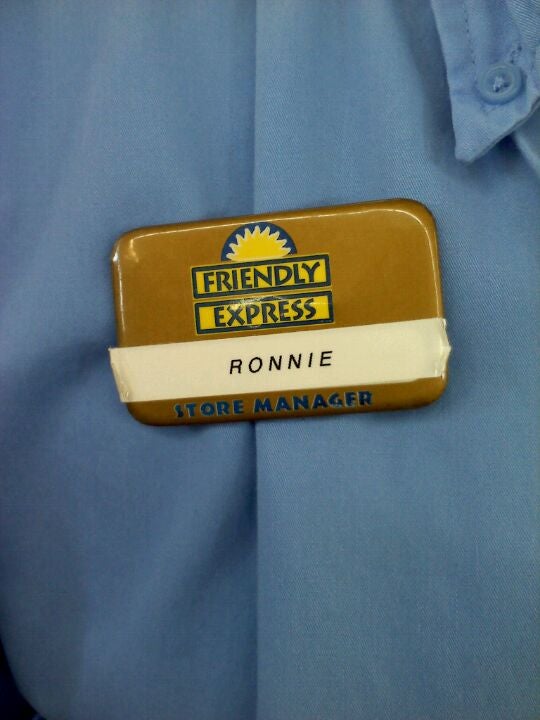 FRIENDLY
EXPRESS
RONNIE
STORE MANAGER